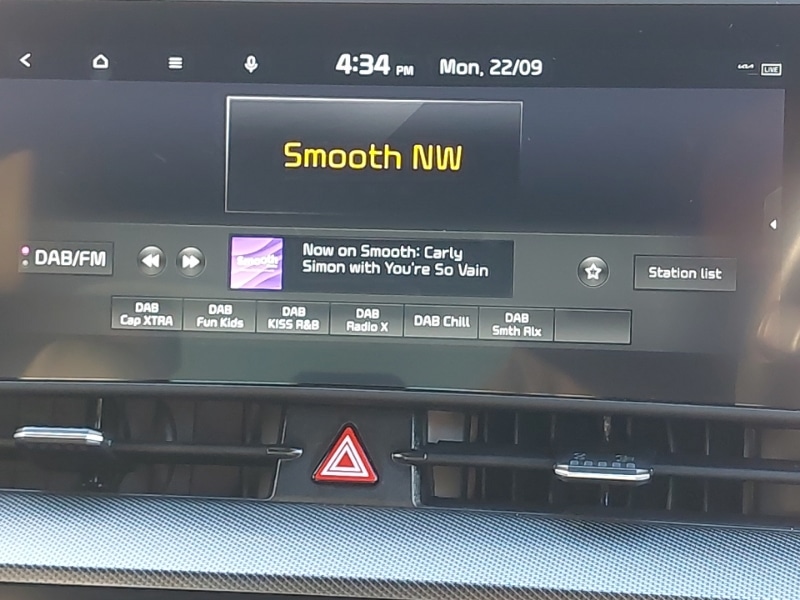 4:34 PM Mon, 22/09
LIVE
Smooth NW
DAB/FM
Smooth
Now on Smooth: Carly
Simon with You're So Vain
Station list
DAB
Cap XTRA
DAB
Fun Kids
DAB
KISS R&B
DAB
Radio X
DAB Chill
DAB
Smth Rlx